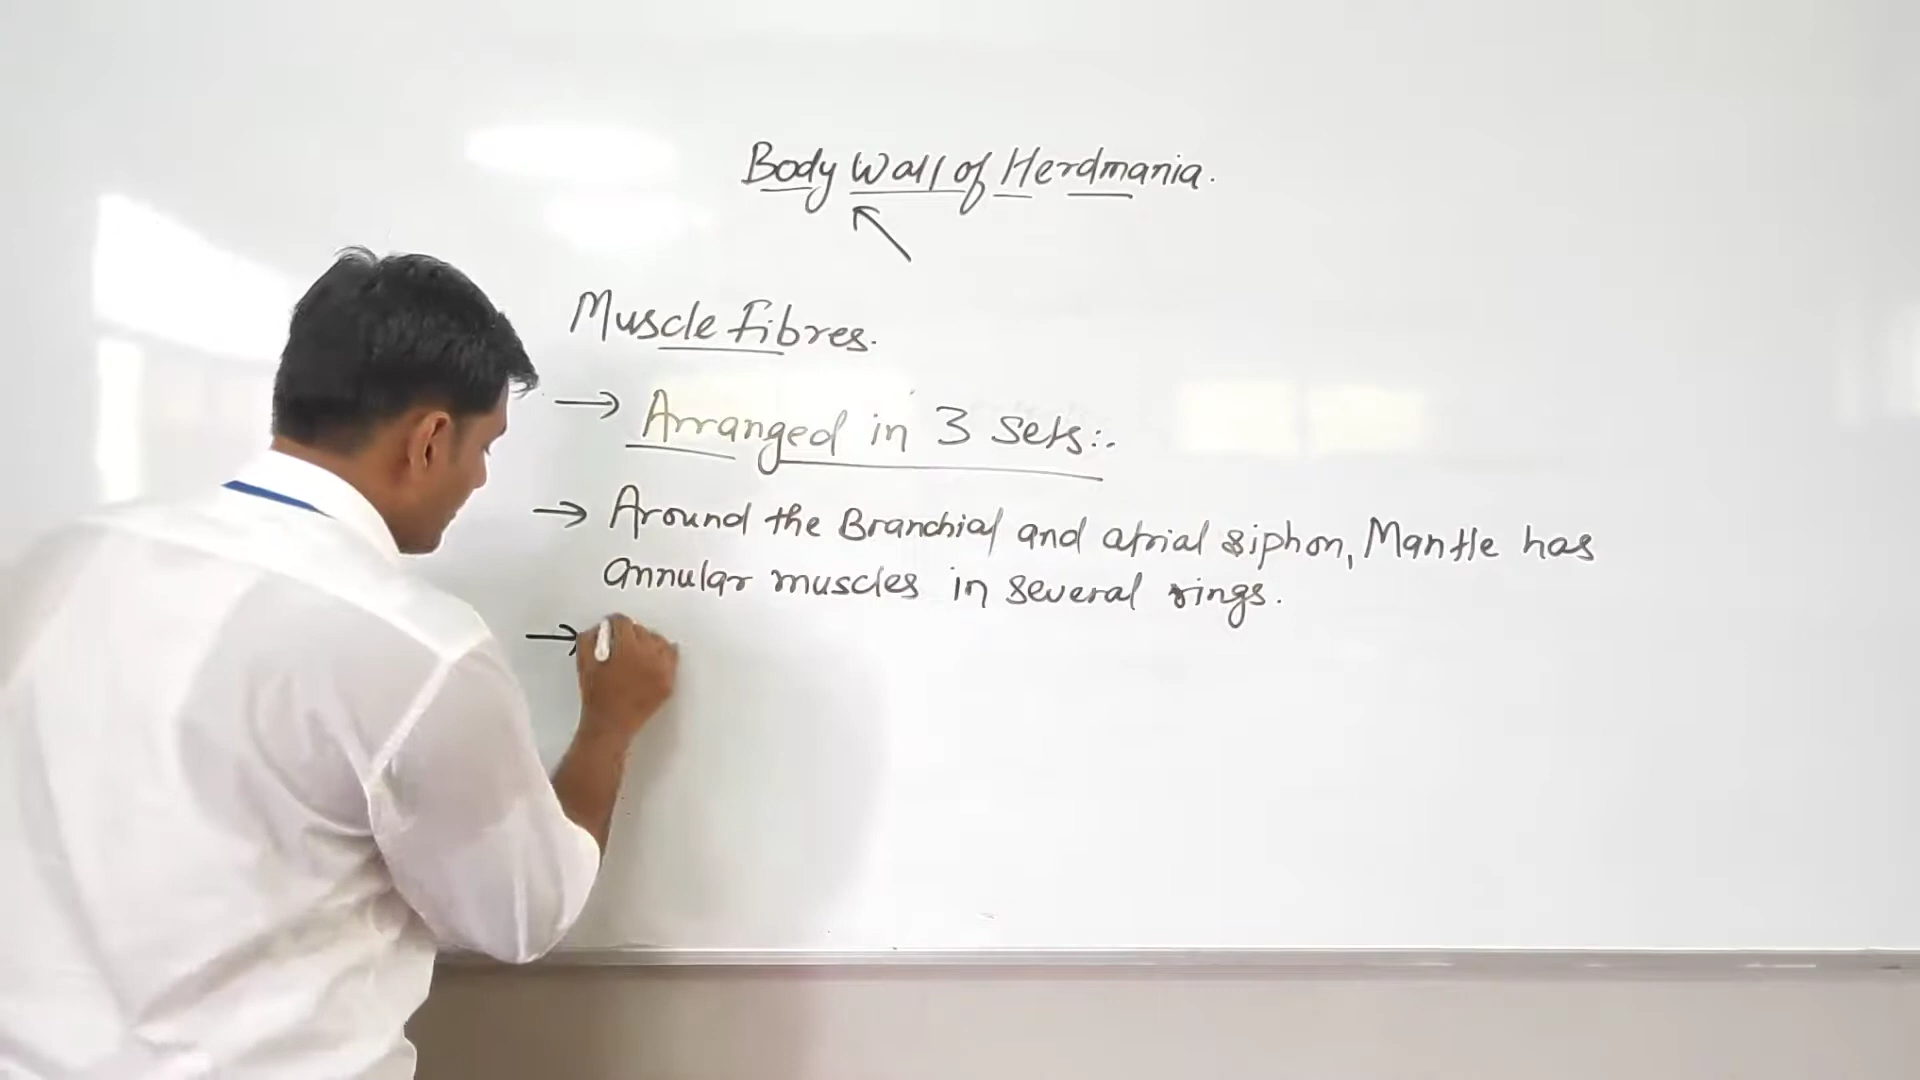 Body Wall of Herdmania.
Muscle fibres.
→ Arranged in 3 sets:-
→ Around the Branchial and atrial siphon, Mantle has
annular muscles in several rings.
→